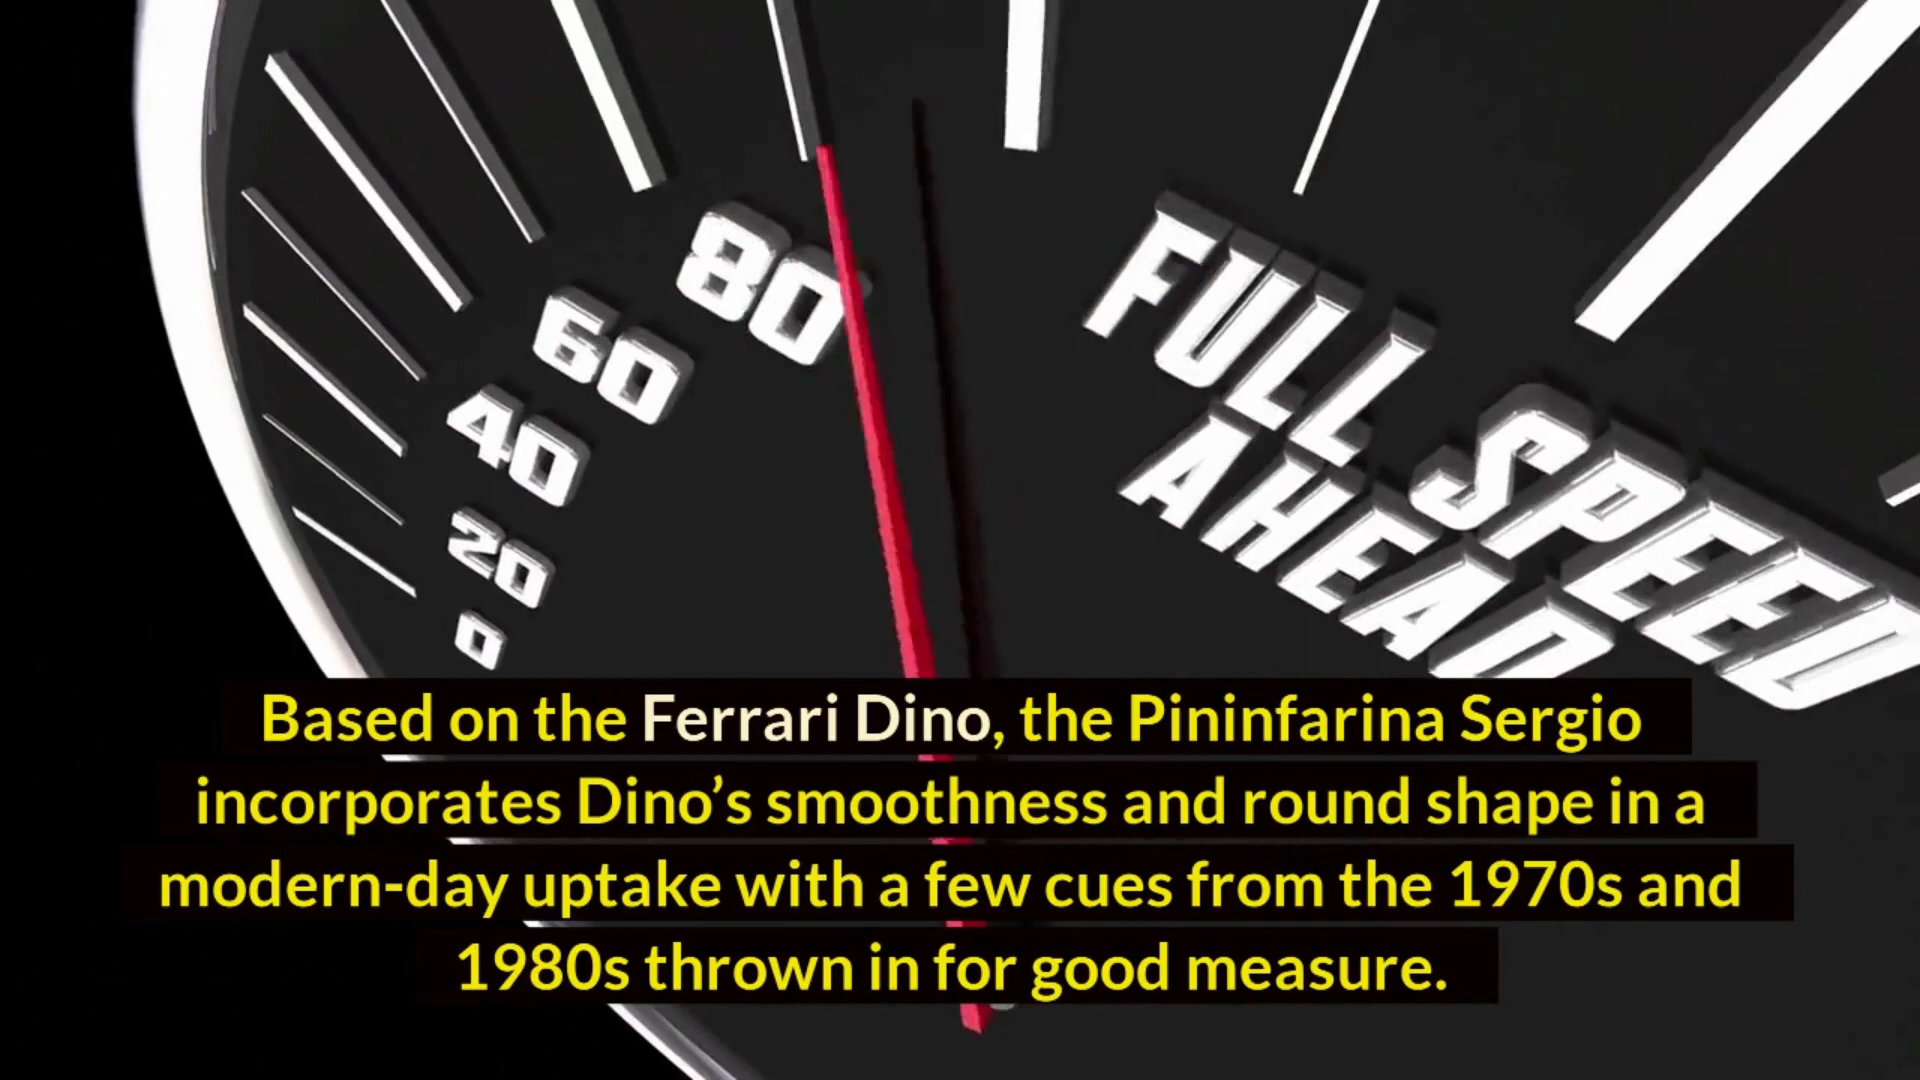 80
60
40
20
0
FULL SPEED
AHEAD
Based on the Ferrari Dino, the Pininfarina Sergio
incorporates Dino’s smoothness and round shape in a
modern-day uptake with a few cues from the 1970s and
1980s thrown in for good measure.